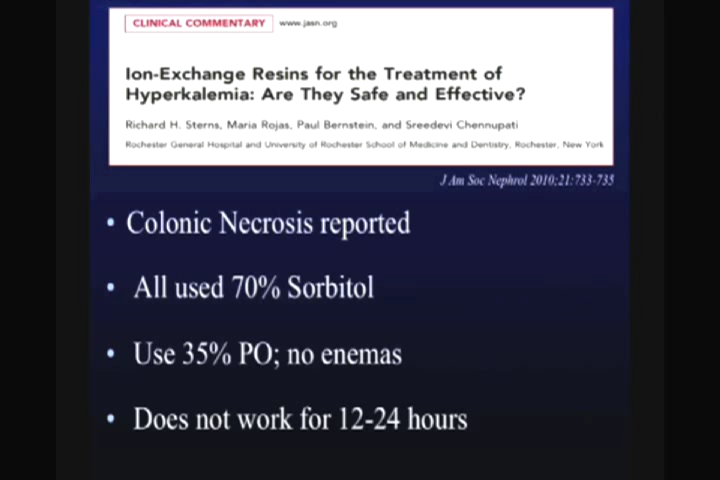 CLINICAL COMMENTARY www.jasn.org
Ion-Exchange Resins for the Treatment of
Hyperkalemia: Are They Safe and Effective?
Richard H. Sterns, Maria Rojas, Paul Bernstein, and Sreedevi Chennupati
Rochester General Hospital and University of Rochester School of Medicine and Dentistry, Rochester, New York
J Am Soc Nephrol 2010;21:733-735
• Colonic Necrosis reported
• All used 70% Sorbitol
• Use 35% PO; no enemas
• Does not work for 12-24 hours